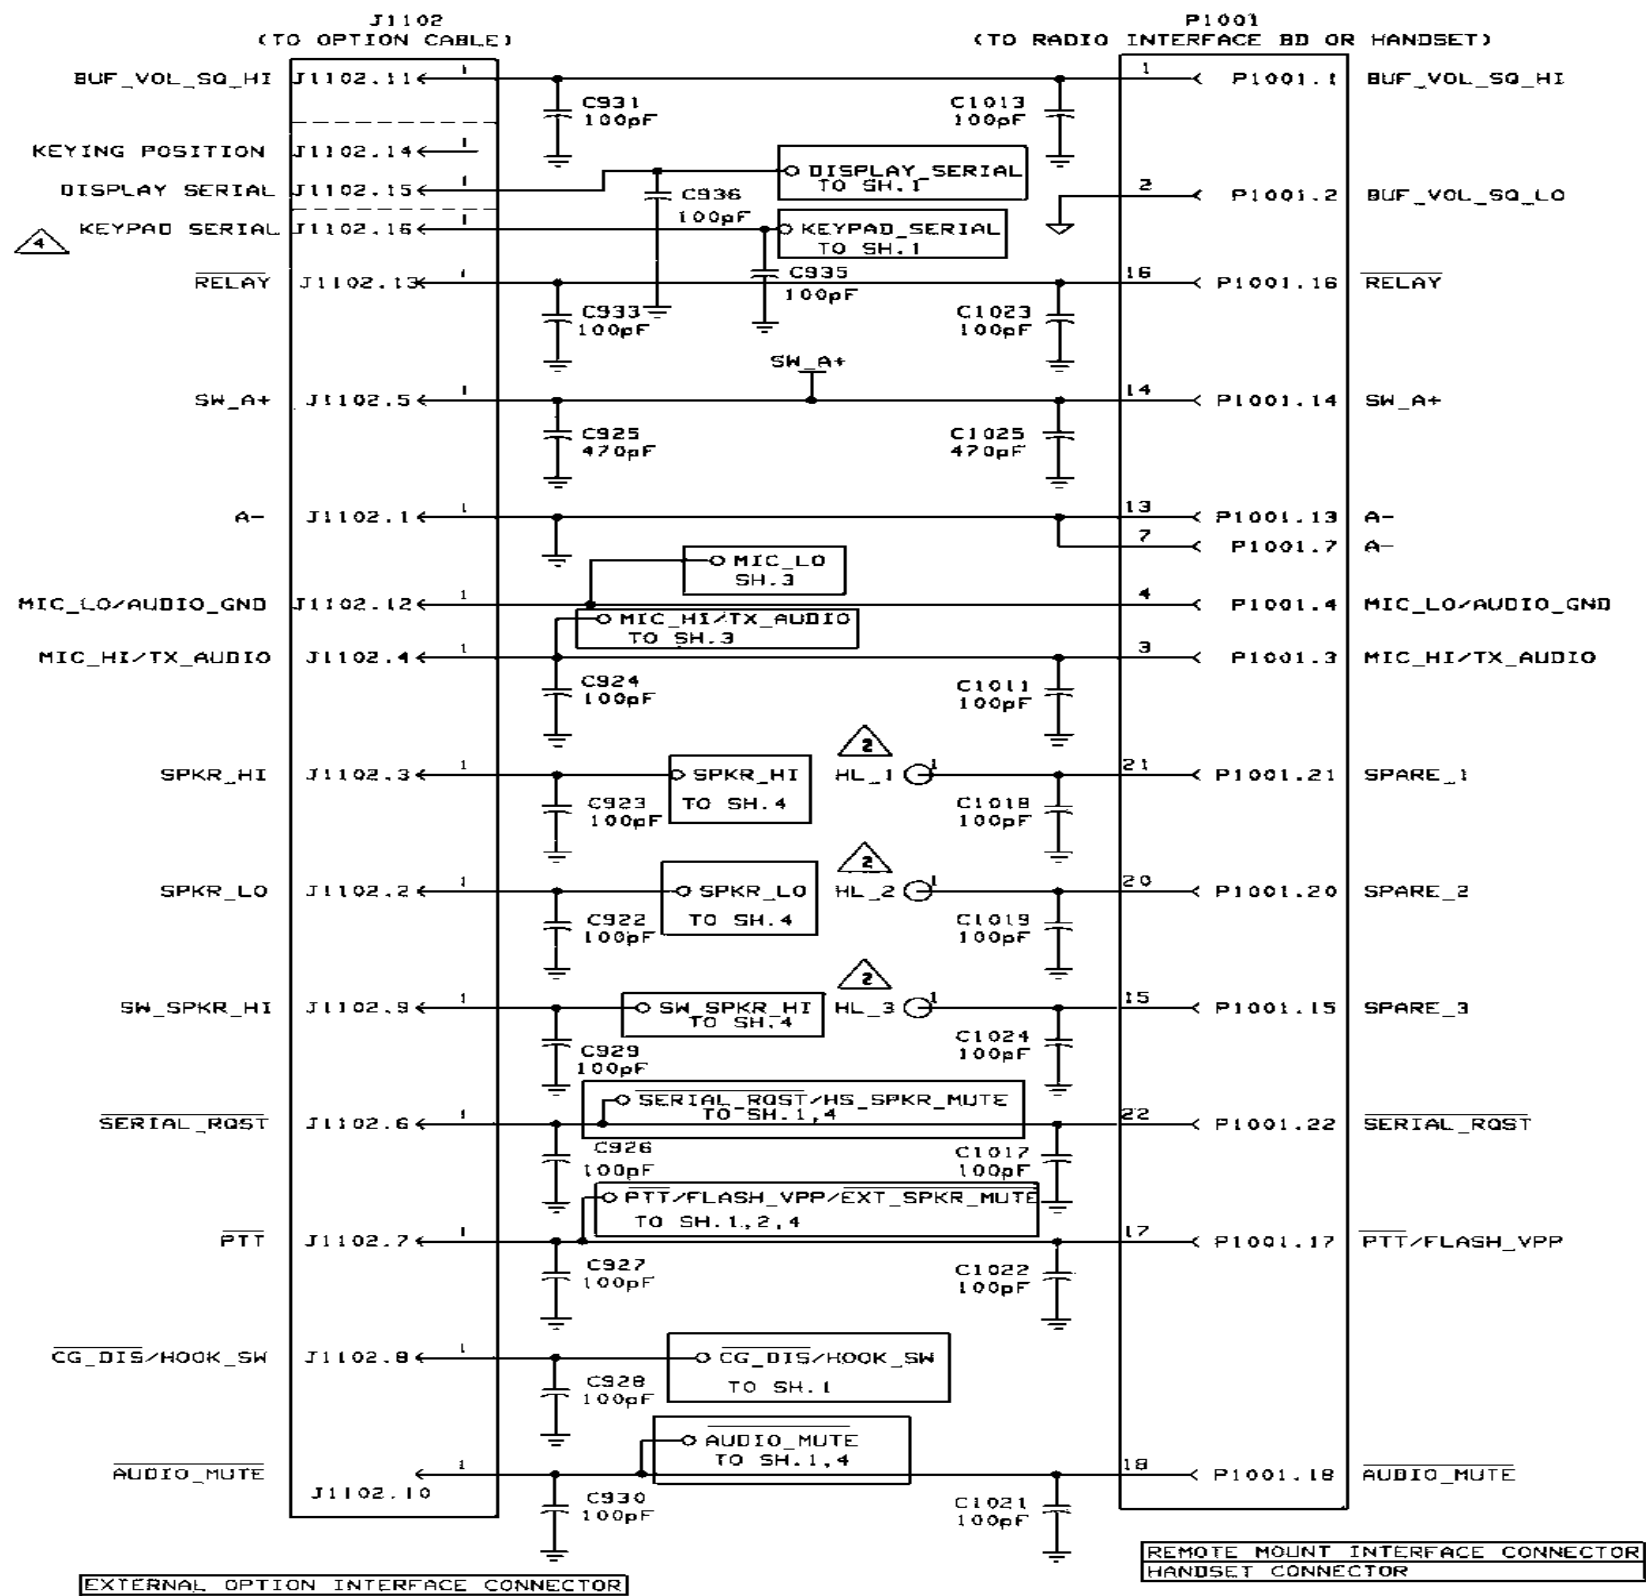 J1102
(TO OPTION CABLE)
P1001
(TO RADIO INTERFACE BD OR HANDSET)
BUF_VOL_SQ_HI J1102.11 1
1 P1001.1 BUF_VOL_SQ_HI
C931
100pF
C1013
100pF
KEYING POSITION J1102.14 1
DISPLAY_SERIAL
TO SH.1
DISPLAY SERIAL J1102.15 1
C936
100pF
2 P1001.2 BUF_VOL_SQ_LO
4
KEYPAD SERIAL J1102.16 1
KEYPAD_SERIAL
TO SH.1
C935
100pF
RELAY J1102.13 1
16 P1001.16 RELAY
C933
100pF
C1023
100pF
SW_A+
SW_A+ J1102.5 1
14 P1001.14 SW_A+
C925
470pF
C1025
470pF
A- J1102.1 1
13 P1001.13 A-
7 P1001.7 A-
MIC_LO
SH.3
MIC_LO/AUDIO_GND J1102.12 1
4 P1001.4 MIC_LO/AUDIO_GND
MIC_HI/TX_AUDIO
TO SH.3
MIC_HI/TX_AUDIO J1102.4 1
3 P1001.3 MIC_HI/TX_AUDIO
C924
100pF
C1011
100pF
2
SPKR_HI J1102.3 1
SPKR_HI
TO SH.4
HL_1 1
21 P1001.21 SPARE_1
C923
100pF
C1018
100pF
2
SPKR_LO J1102.2 1
SPKR_LO
TO SH.4
HL_2 1
20 P1001.20 SPARE_2
C922
100pF
C1019
100pF
2
SW_SPKR_HI J1102.9 1
SW_SPKR_HI
TO SH.4
HL_3 1
15 P1001.15 SPARE_3
C929
100pF
C1024
100pF
SERIAL_RQST/HS_SPKR_MUTE
TO SH.1,4
SERIAL_RQST J1102.6 1
22 P1001.22 SERIAL_RQST
C926
100pF
C1017
100pF
PTT/FLASH_VPP/EXT_SPKR_MUTE
TO SH.1,2,4
PTT J1102.7 1
17 P1001.17 PTT/FLASH_VPP
C927
100pF
C1022
100pF
CG_DIS/HOOK_SW J1102.8 1
CG_DIS/HOOK_SW
TO SH.1
C928
100pF
AUDIO_MUTE
TO SH.1,4
AUDIO_MUTE 1
J1102.10
18 P1001.18 AUDIO_MUTE
C930
100pF
C1021
100pF
REMOTE MOUNT INTERFACE CONNECTOR
HANDSET CONNECTOR
EXTERNAL OPTION INTERFACE CONNECTOR